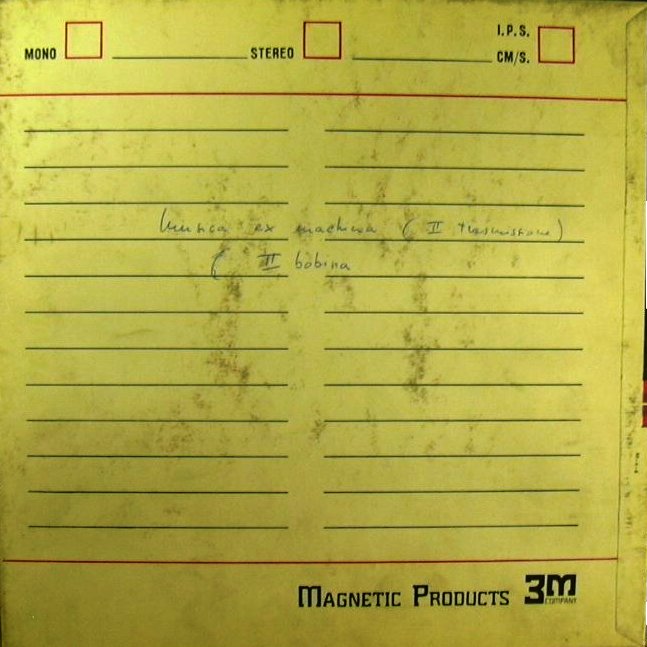 MONO STEREO I.P.S.
CM/S.
Musica ex machina ( II trasmissione)
( II bobina
MAGNETIC PRODUCTS 3M
COMPANY